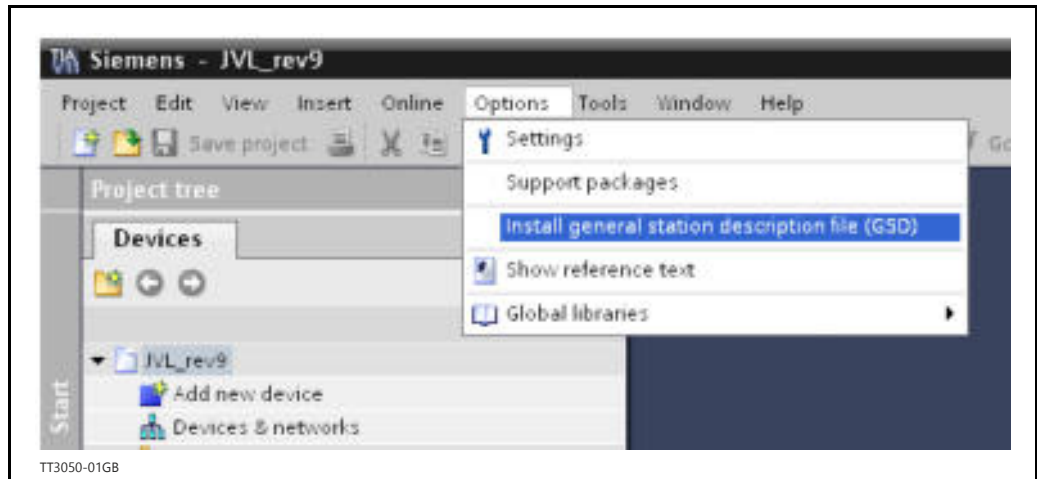 Siemens - JVL_rev9
Project Edit View Insert Online Options Tools Window Help
Save project
Settings
Support packages
Install general station description file (GSD)
Show reference text
Global libraries
Project tree
Devices
JVL_rev9
Add new device
Devices & networks
Start
TT3050-01GB